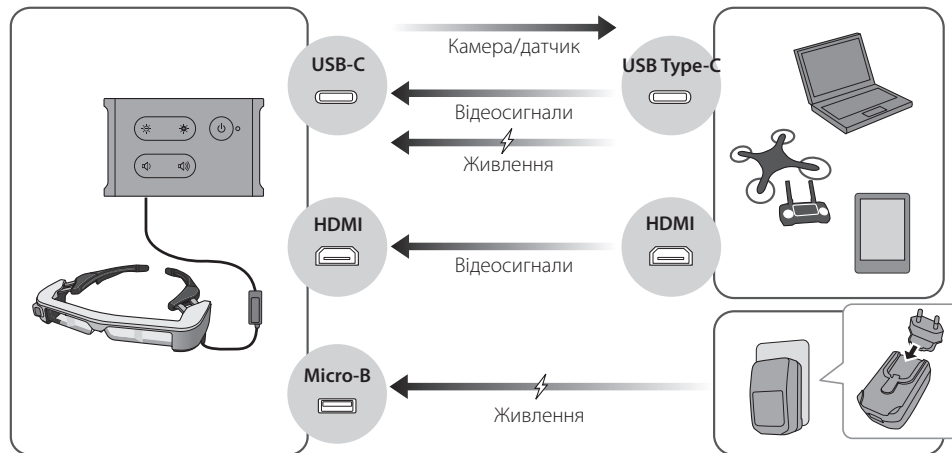 Камера/датчик
USB-C
USB Type-C
Відеосигнали
Живлення
HDMI
HDMI
Відеосигнали
Micro-B
Живлення